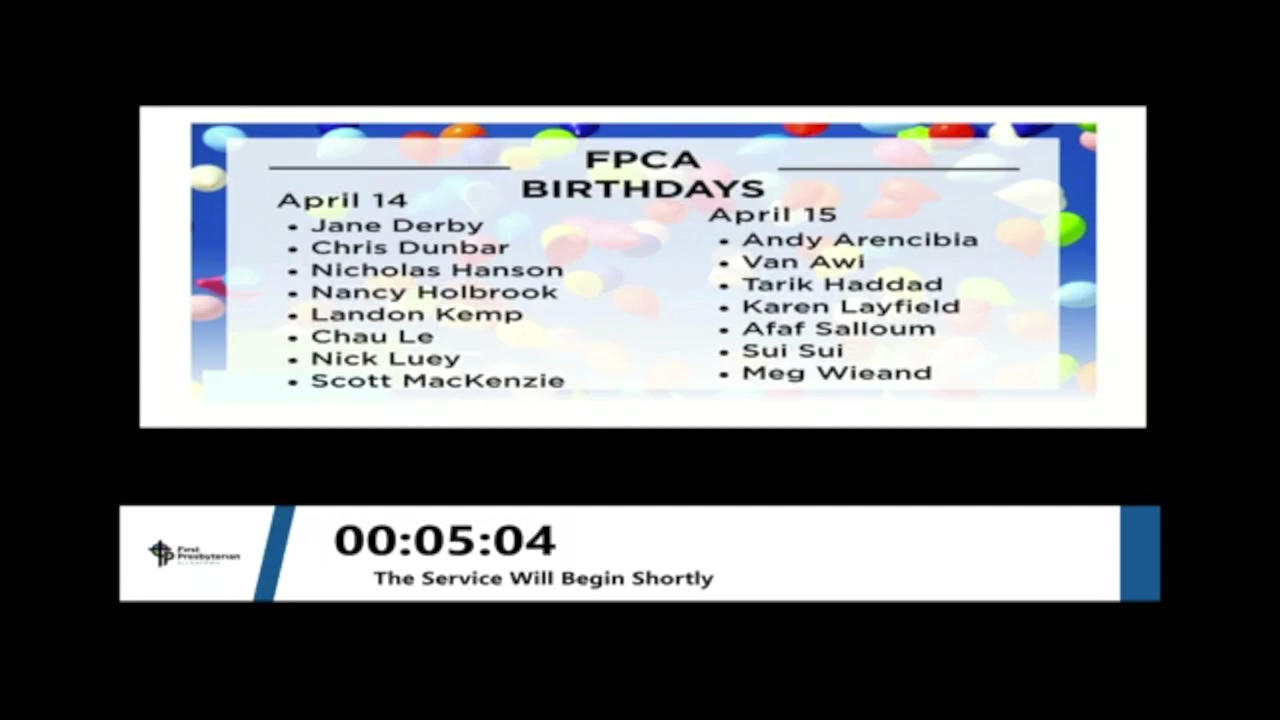 FPCA
BIRTHDAYS
April 14
• Jane Derby
• Chris Dunbar
• Nicholas Hanson
• Nancy Holbrook
• Landon Kemp
• Chau Le
• Nick Luey
• Scott MacKenzie
April 15
• Andy Arencibia
• Van Awi
• Tarik Haddad
• Karen Layfield
• Afaf Salloum
• Sui Sui
• Meg Wieand
First
Presbyterian
00:05:04
The Service Will Begin Shortly